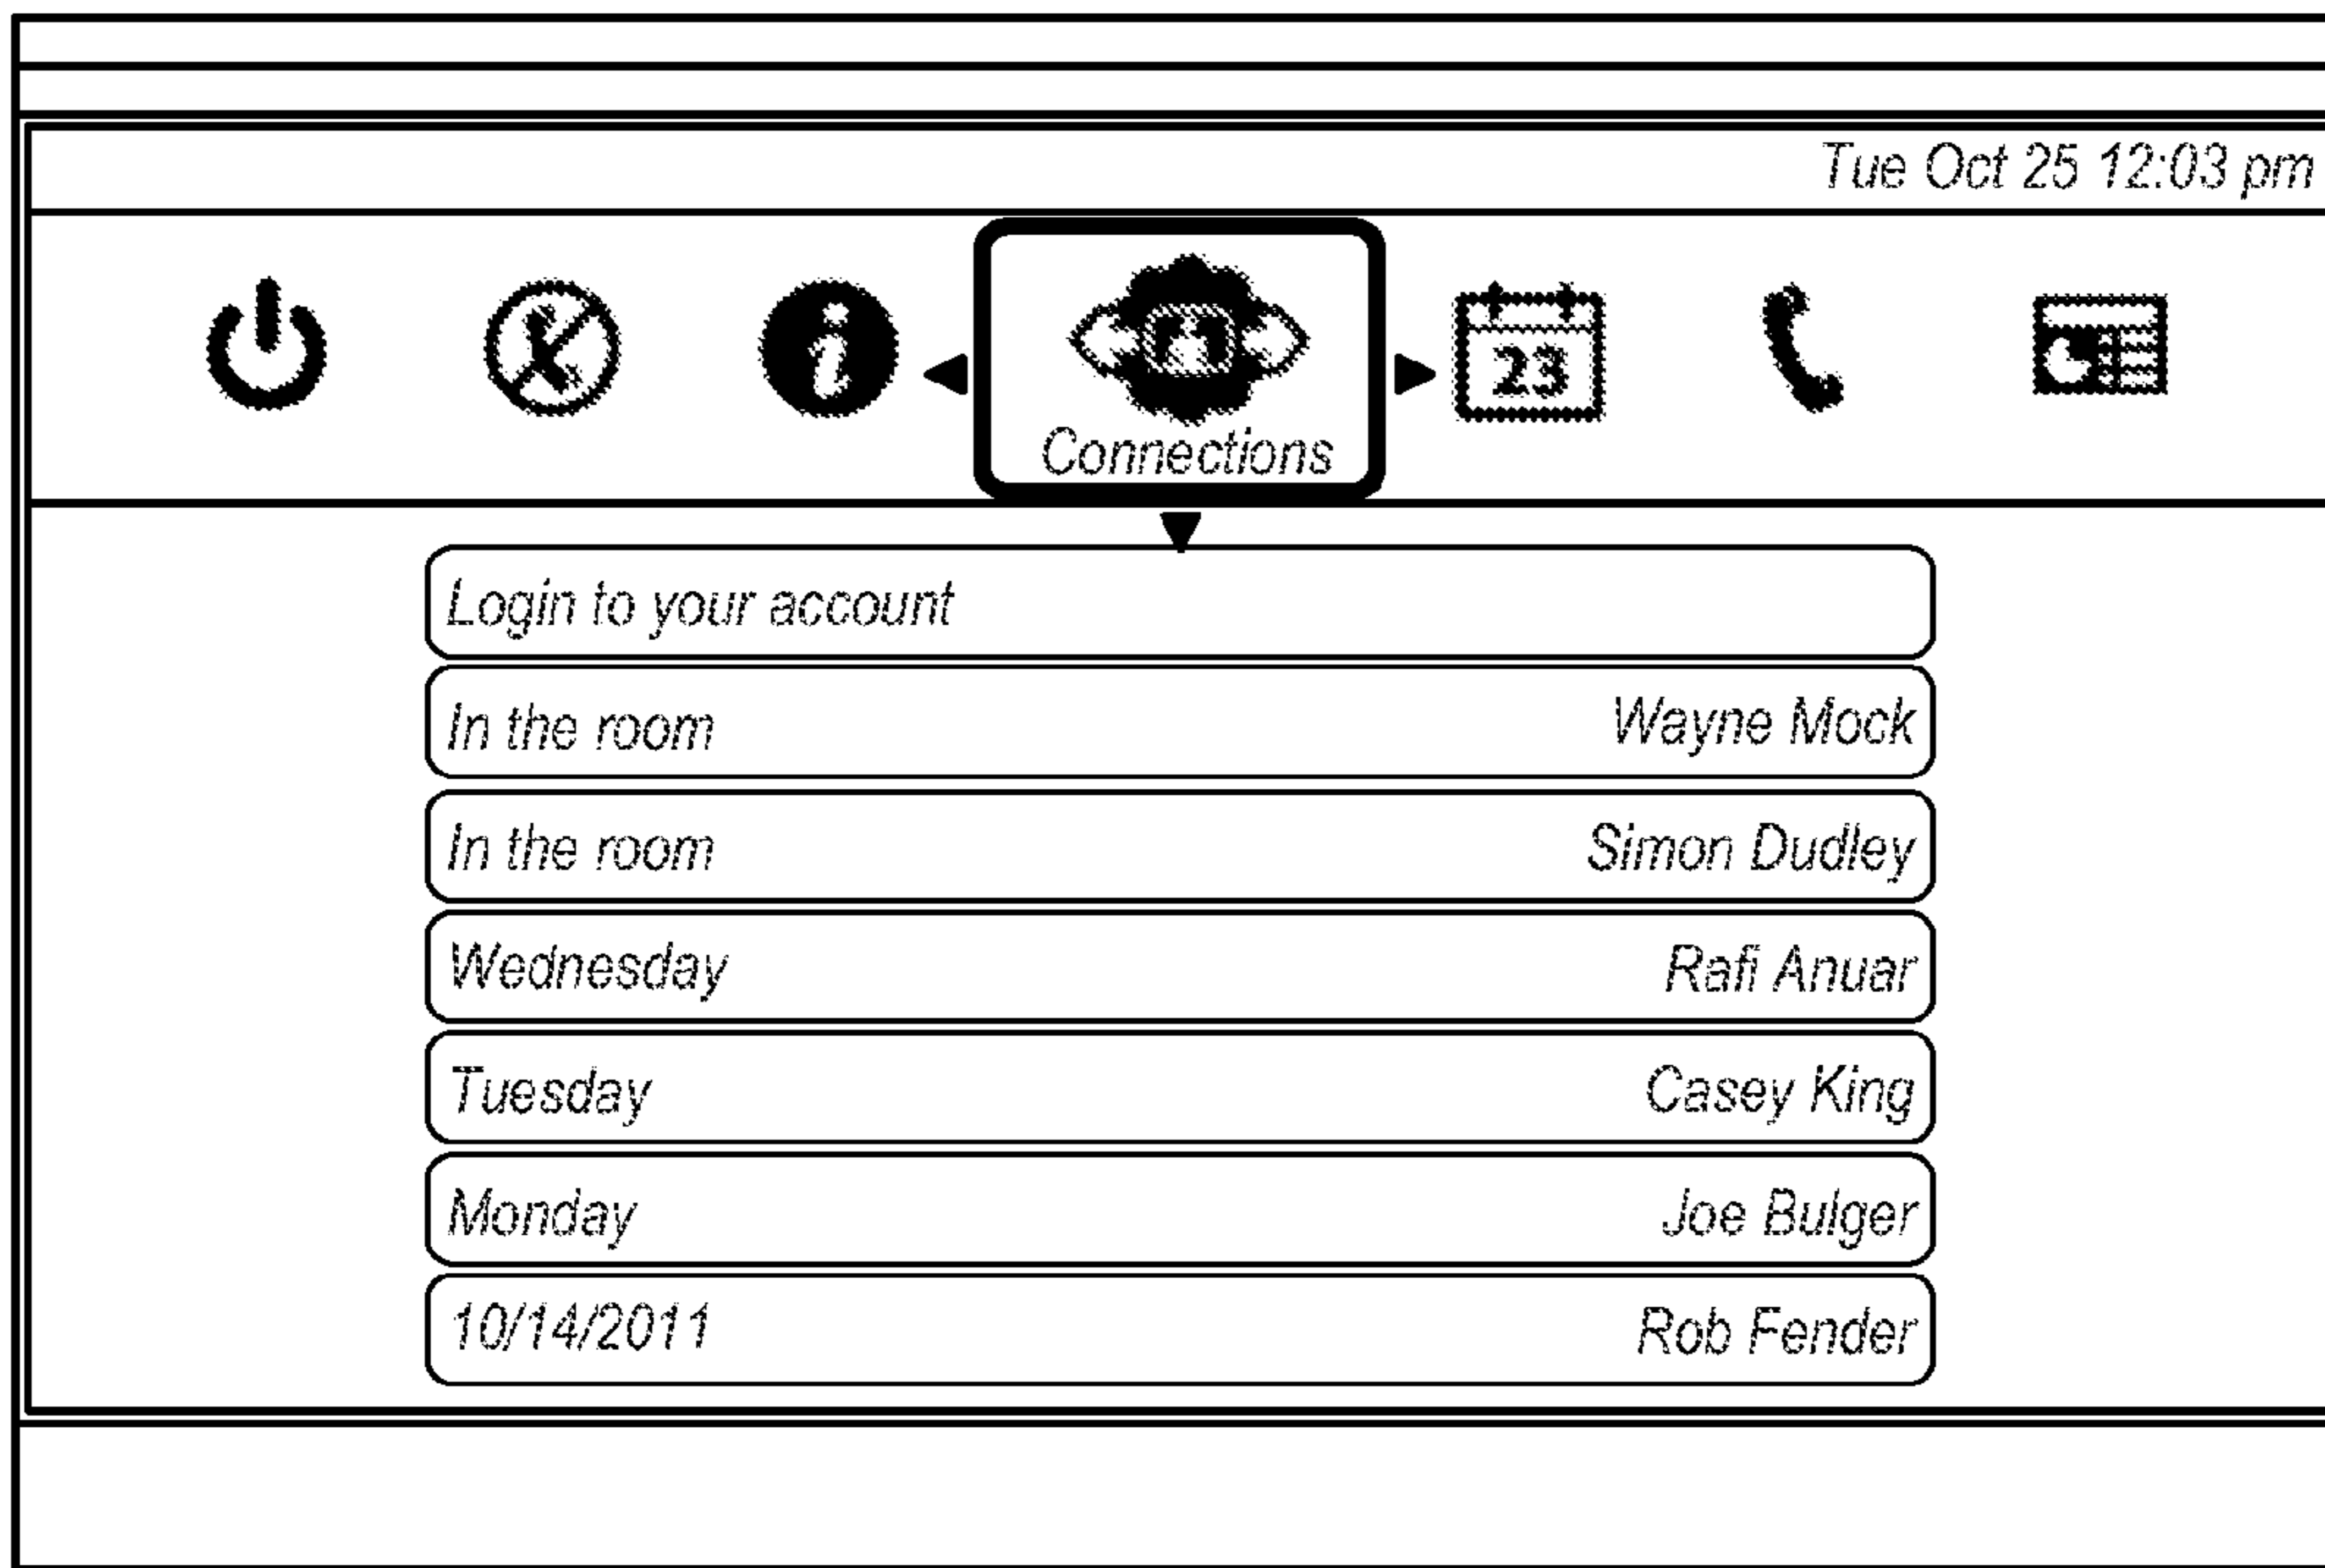 Tue Oct 25 12:03 pm
23
Connections
Login to your account
In the room Wayne Mock
In the room Simon Dudley
Wednesday Rafi Anuar
Tuesday Casey King
Monday Joe Bulger
10/14/2011 Rob Fender